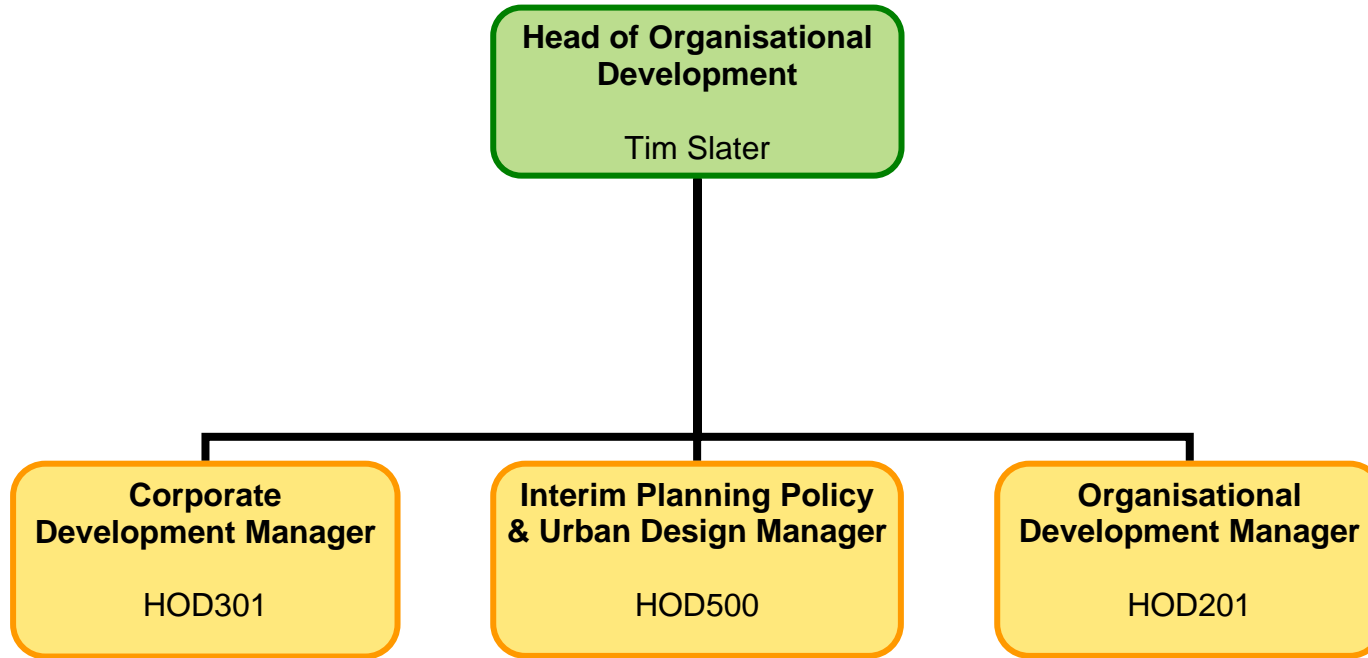 Head of Organisational
Development
Tim Slater
Corporate
Development Manager
HOD301
Interim Planning Policy
& Urban Design Manager
HOD500
Organisational
Development Manager
HOD201